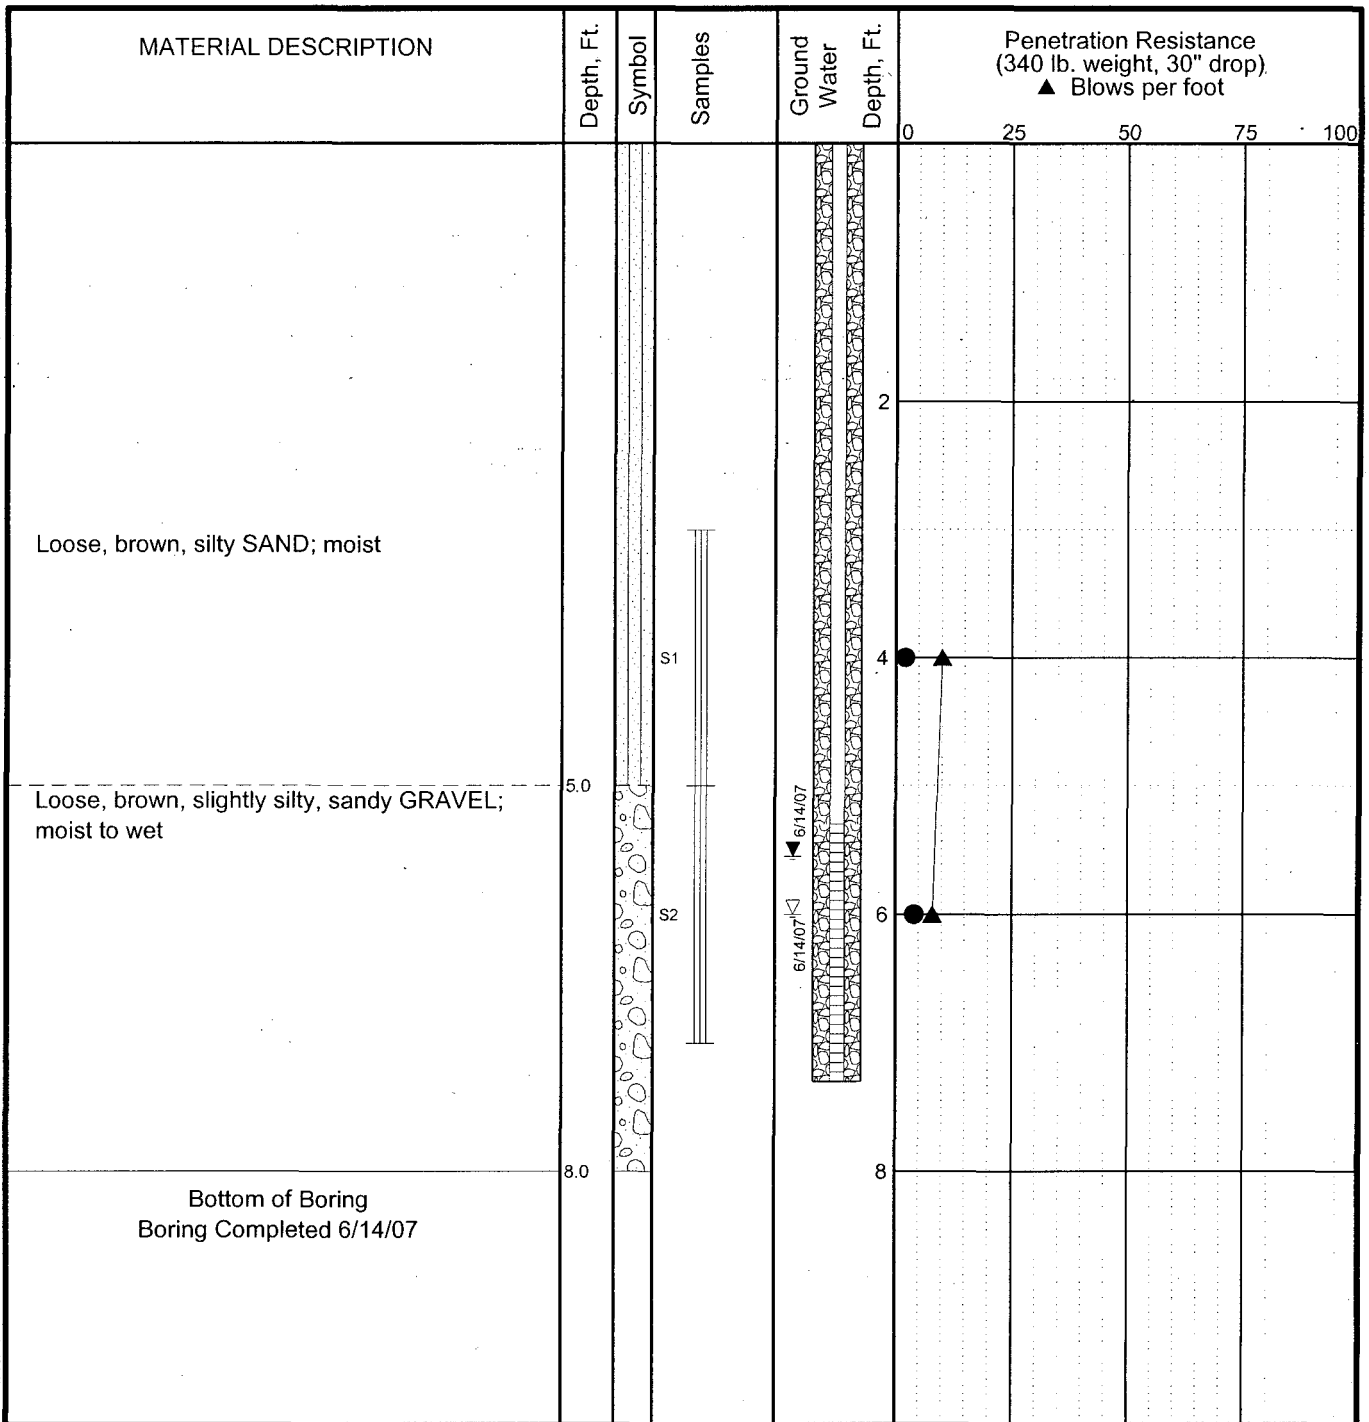 MATERIAL DESCRIPTION
Depth, Ft.
Symbol
Samples
Ground
Water
Depth, Ft.
Penetration Resistance
(340 lb. weight, 30" drop)
▲ Blows per foot
0 25 50 75 100
2
Loose, brown, silty SAND; moist
S1
4
5.0
Loose, brown, slightly silty, sandy GRAVEL;
moist to wet
6/14/07
S2
6/14/07
6
8.0
8
Bottom of Boring
Boring Completed 6/14/07